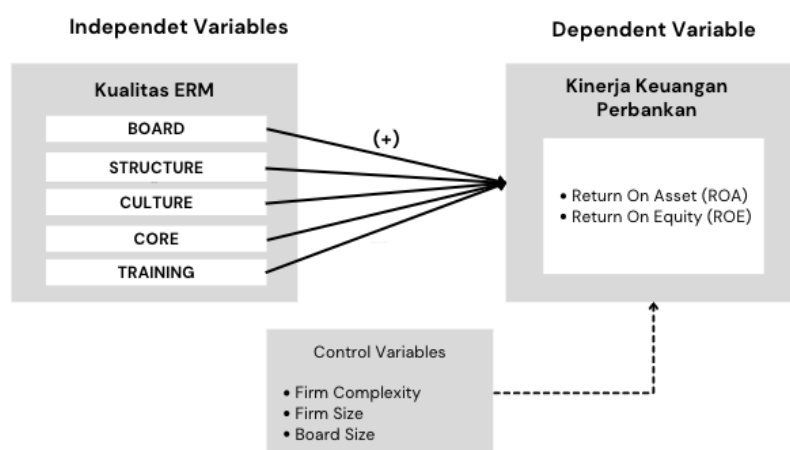 Independet Variables
Dependent Variable
Kualitas ERM
BOARD
STRUCTURE
CULTURE
CORE
TRAINING
(+)
Kinerja Keuangan
Perbankan
• Return On Asset (ROA)
• Return On Equity (ROE)
Control Variables
• Firm Complexity
• Firm Size
• Board Size